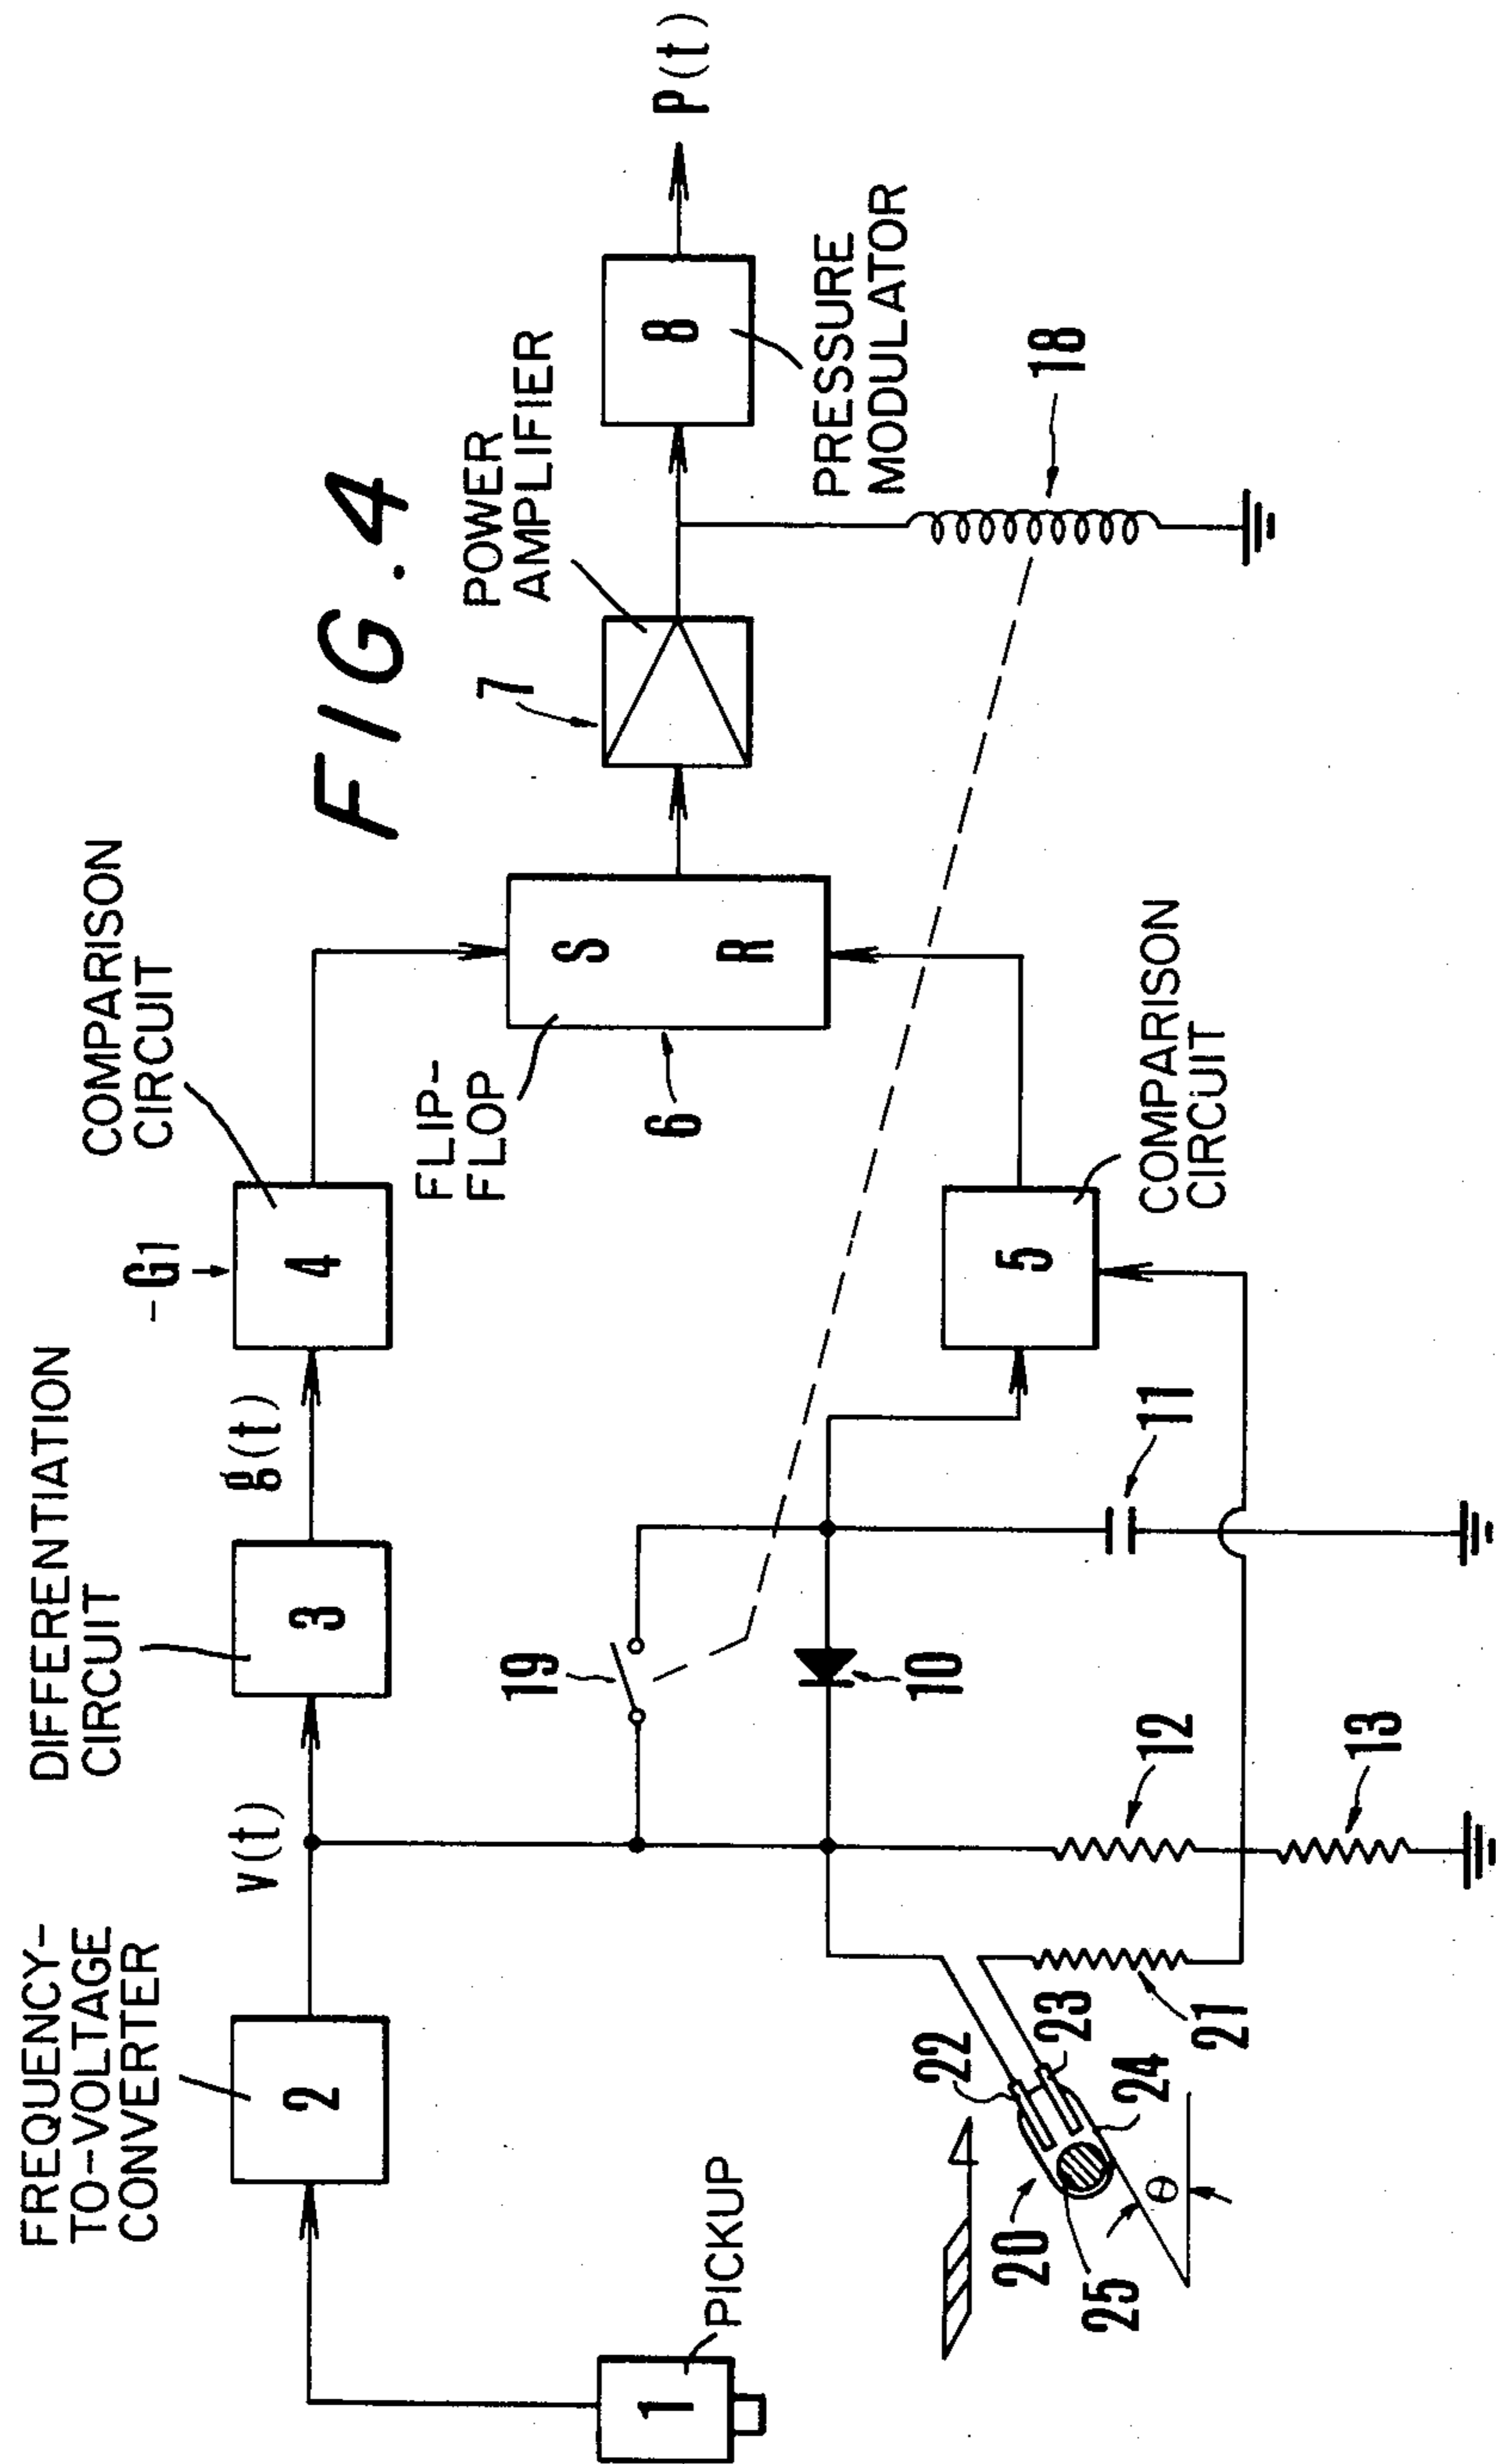 FIG. 4
FREQUENCY-
TO-VOLTAGE
CONVERTER
2
v(t)
DIFFERENTIATION
CIRCUIT
3
g(t)
-G1
4
COMPARISON
CIRCUIT
1
PICKUP
FLIP-
FLOP
S
R
6
7
POWER
AMPLIFIER
8
PRESSURE
MODULATOR
P(t)
18
19
10
11
12
13
5
COMPARISON
CIRCUIT
20
21
22
23
24
25
θ